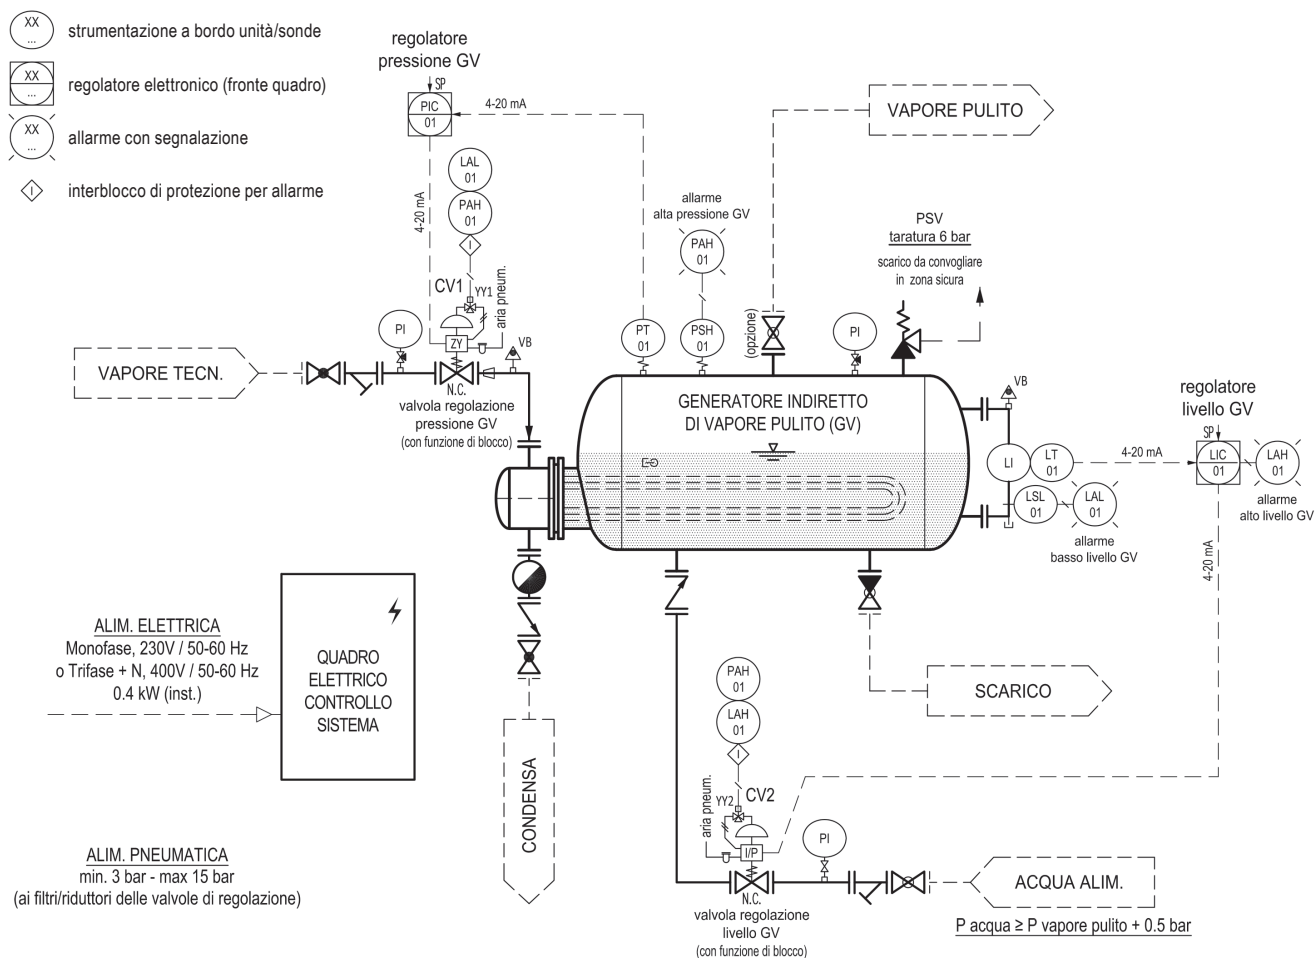 XX
...
strumentazione a bordo unità/sonde
XX
...
regolatore elettronico (fronte quadro)
XX
...
allarme con segnalazione
I
interblocco di protezione per allarme
regolatore
pressione GV
SP
PIC
01
4-20 mA
4-20 mA
LAL
01
PAH
01
I
CV1
YY1
aria pneum.
ZY
PI
VB
N.C.
valvola regolazione
pressione GV
(con funzione di blocco)
VAPORE TECN.
VAPORE PULITO
allarme
alta pressione GV
PAH
01
PT
01
PSH
01
(opzione)
PI
PSV
taratura 6 bar
scarico da convogliare
in zona sicura
GENERATORE INDIRETTO
DI VAPORE PULITO (GV)
VB
LI
LT
01
4-20 mA
LSL
01
LAL
01
allarme
basso livello GV
regolatore
livello GV
SP
LIC
01
LAH
01
allarme
alto livello GV
4-20 mA
ALIM. ELETTRICA
Monofase, 230V / 50-60 Hz
o Trifase + N, 400V / 50-60 Hz
0.4 kW (inst.)
QUADRO
ELETTRICO
CONTROLLO
SISTEMA
CONDENSA
SCARICO
PAH
01
LAH
01
I
CV2
YY2
aria pneum.
I/P
PI
N.C.
valvola regolazione
livello GV
(con funzione di blocco)
ACQUA ALIM.
P acqua ≥ P vapore pulito + 0.5 bar
ALIM. PNEUMATICA
min. 3 bar - max 15 bar
(ai filtri/riduttori delle valvole di regolazione)